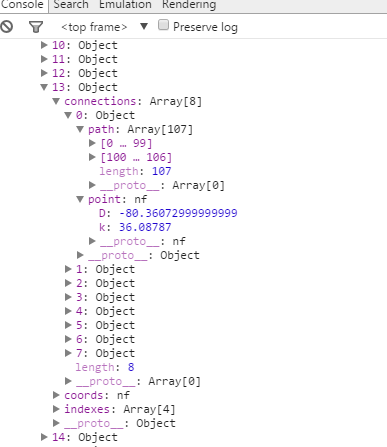 Console Search Emulation Rendering
<top frame> ▼ Preserve log
▶ 10: Object
▶ 11: Object
▶ 12: Object
▼ 13: Object
▼ connections: Array[8]
▼ 0: Object
▼ path: Array[107]
▶ [0 … 99]
▶ [100 … 106]
length: 107
▶ __proto__: Array[0]
▼ point: nf
D: -80.36072999999999
k: 36.08787
▶ __proto__: nf
▶ __proto__: Object
▶ 1: Object
▶ 2: Object
▶ 3: Object
▶ 4: Object
▶ 5: Object
▶ 6: Object
▶ 7: Object
length: 8
▶ __proto__: Array[0]
▶ coords: nf
▶ indexes: Array[4]
▶ __proto__: Object
▶ 14: Object